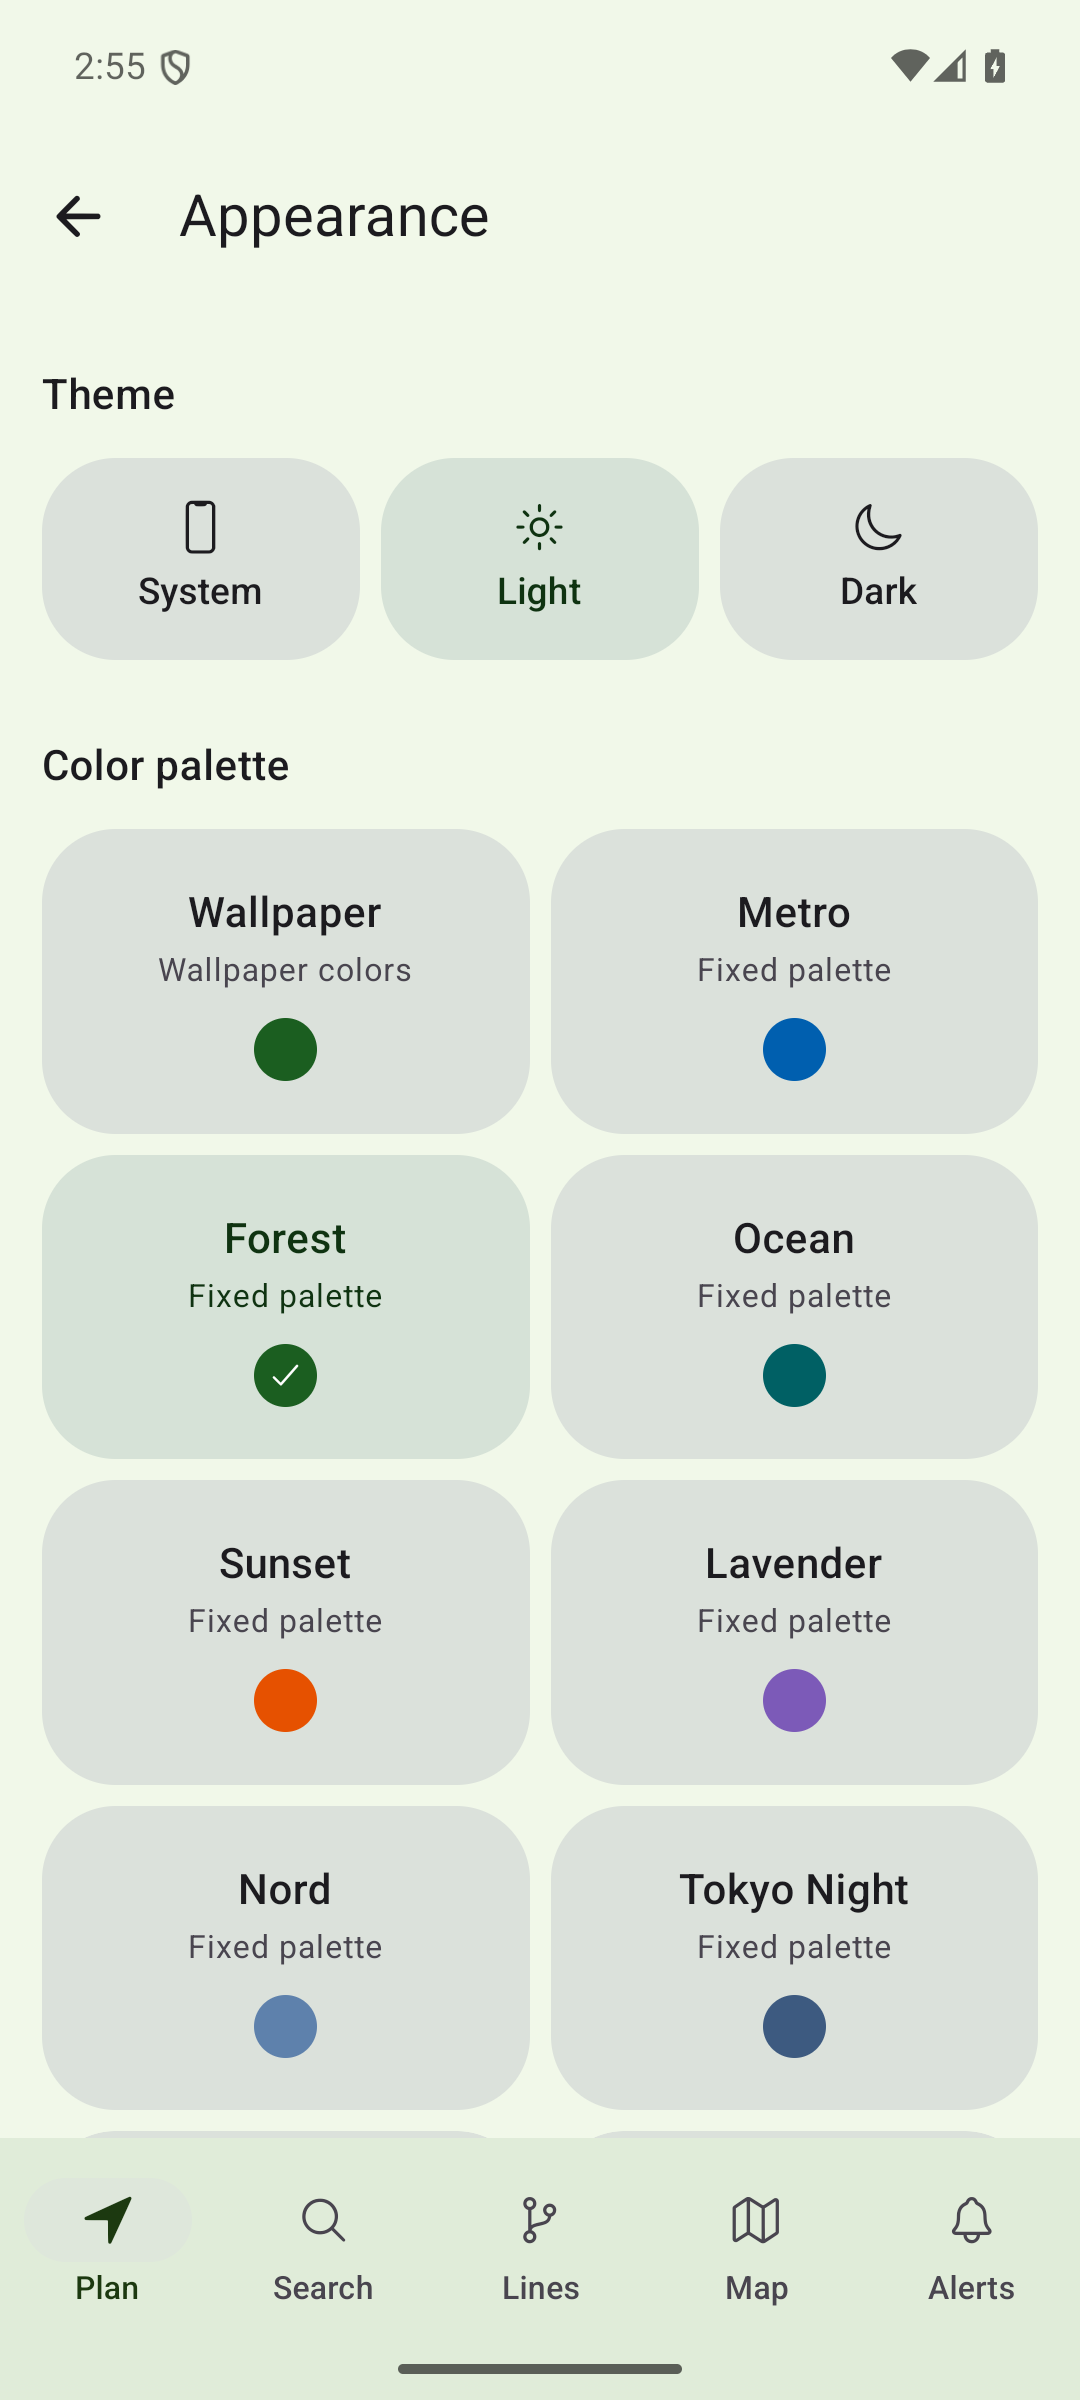 2:55
Appearance
Theme
System
Light
Dark
Color palette
Wallpaper
Wallpaper colors
Metro
Fixed palette
Forest
Fixed palette
Ocean
Fixed palette
Sunset
Fixed palette
Lavender
Fixed palette
Nord
Fixed palette
Tokyo Night
Fixed palette
Plan
Search
Lines
Map
Alerts